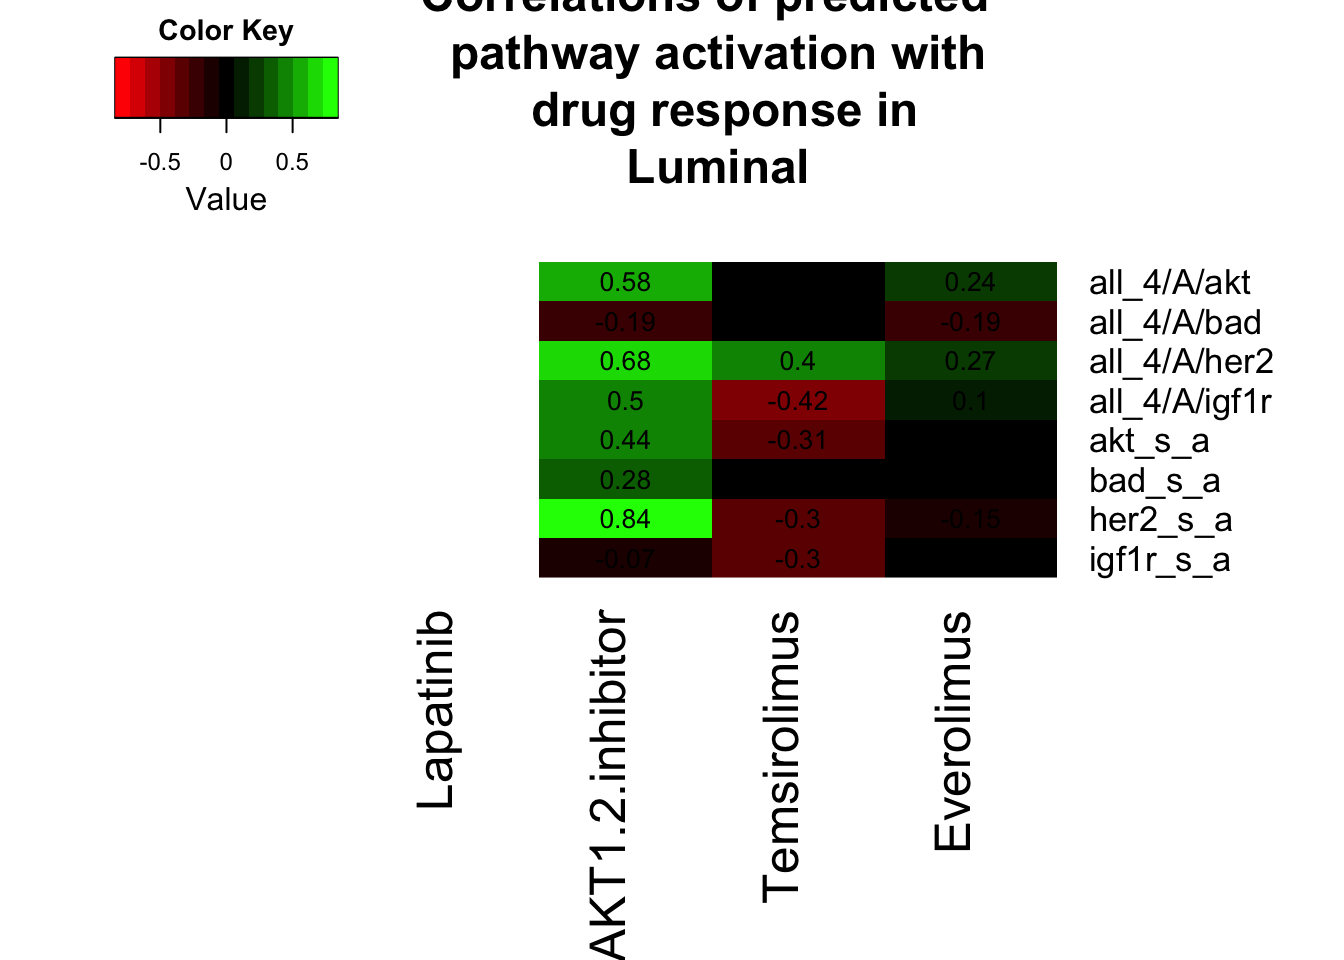 Color Key
-0.5 0 0.5
Value
Correlations of predicted
pathway activation with
drug response in
Luminal
0.58 0.24 all_4/A/akt
-0.19 -0.19 all_4/A/bad
0.68 0.4 0.27 all_4/A/her2
0.5 -0.42 0.1 all_4/A/igf1r
0.44 -0.31 akt_s_a
0.28 bad_s_a
0.84 -0.3 -0.15 her2_s_a
-0.07 -0.3 igf1r_s_a
Lapatinib
AKT1.2.inhibitor
Temsirolimus
Everolimus